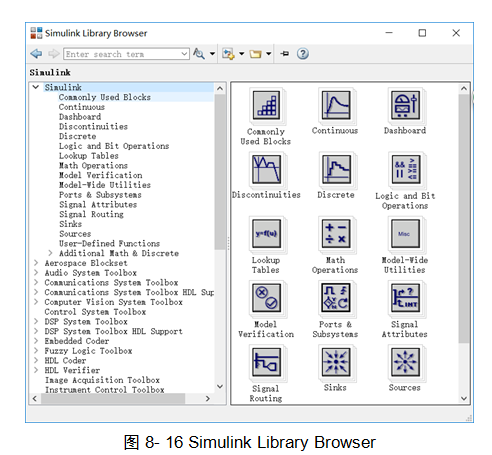 Simulink Library Browser
Enter search term
Simulink
Simulink
Commonly Used Blocks
Continuous
Dashboard
Discontinuities
Discrete
Logic and Bit Operations
Lookup Tables
Math Operations
Model Verification
Model-Wide Utilities
Ports & Subsystems
Signal Attributes
Signal Routing
Sinks
Sources
User-Defined Functions
Additional Math & Discrete
Aerospace Blockset
Audio System Toolbox
Communications System Toolbox
Communications System Toolbox HDL Sup
Computer Vision System Toolbox
Control System Toolbox
DSP System Toolbox
DSP System Toolbox HDL Support
Embedded Coder
Fuzzy Logic Toolbox
HDL Coder
HDL Verifier
Image Acquisition Toolbox
Instrument Control Toolbox
Commonly
Used Blocks
Continuous
Dashboard
Discontinuities
Discrete
Logic and Bit
Operations
y=f(u)
Lookup
Tables
Math
Operations
Misc
Model-Wide
Utilities
Model
Verification
Ports &
Subsystems
Signal
Attributes
Signal
Routing
Sinks
Sources
图 8- 16 Simulink Library Browser